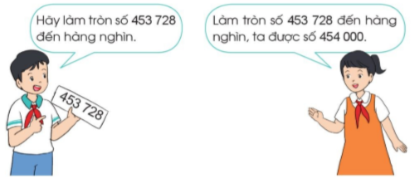 Hãy làm tròn số 453 728
đến hàng nghìn.
Làm tròn số 453 728 đến hàng
nghìn, ta được số 454 000.
453 728